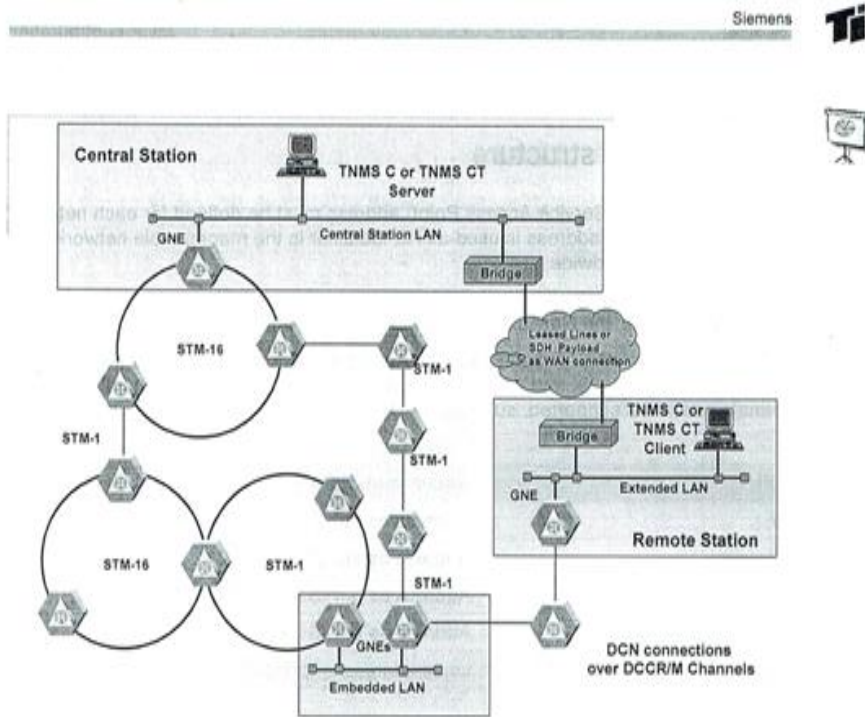 Siemens
Central Station
TNMS C or TNMS CT
Server
GNE
Central Station LAN
Bridge
STM-16
STM-1
Leased Lines or
SDH Payload
as WAN connection
STM-1
STM-1
TNMS C or
TNMS CT
Client
Bridge
GNE
Extended LAN
Remote Station
STM-16
STM-1
STM-1
GNEs
Embedded LAN
DCN connections
over DCCR/M Channels